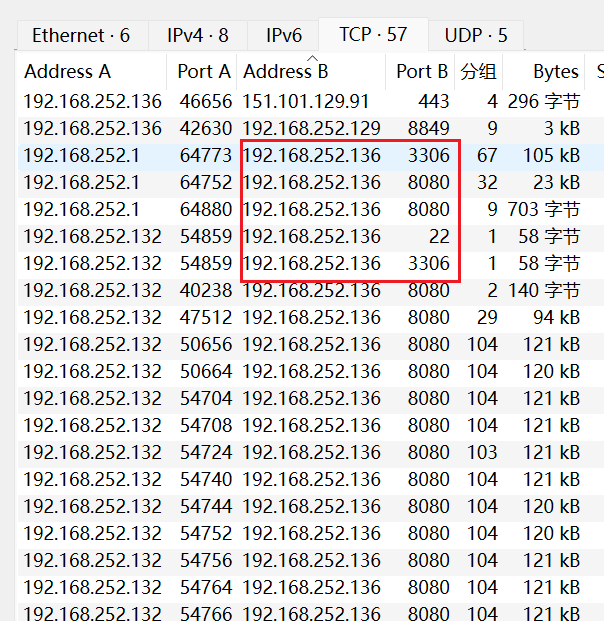 Ethernet · 6 IPv4 · 8 IPv6 TCP · 57 UDP · 5
Address A Port A Address B Port B 分组 Bytes S
192.168.252.136 46656 151.101.129.91 443 4 296 字节
192.168.252.136 42630 192.168.252.129 8849 9 3 kB
192.168.252.1 64773 192.168.252.136 3306 67 105 kB
192.168.252.1 64752 192.168.252.136 8080 32 23 kB
192.168.252.1 64880 192.168.252.136 8080 9 703 字节
192.168.252.132 54859 192.168.252.136 22 1 58 字节
192.168.252.132 54859 192.168.252.136 3306 1 58 字节
192.168.252.132 40238 192.168.252.136 8080 2 140 字节
192.168.252.132 47512 192.168.252.136 8080 29 94 kB
192.168.252.132 50656 192.168.252.136 8080 104 121 kB
192.168.252.132 50664 192.168.252.136 8080 104 120 kB
192.168.252.132 54704 192.168.252.136 8080 104 121 kB
192.168.252.132 54708 192.168.252.136 8080 104 121 kB
192.168.252.132 54724 192.168.252.136 8080 103 121 kB
192.168.252.132 54740 192.168.252.136 8080 104 121 kB
192.168.252.132 54744 192.168.252.136 8080 104 120 kB
192.168.252.132 54752 192.168.252.136 8080 104 120 kB
192.168.252.132 54756 192.168.252.136 8080 104 121 kB
192.168.252.132 54764 192.168.252.136 8080 104 121 kB
192.168.252.132 54766 192.168.252.136 8080 104 121 kB